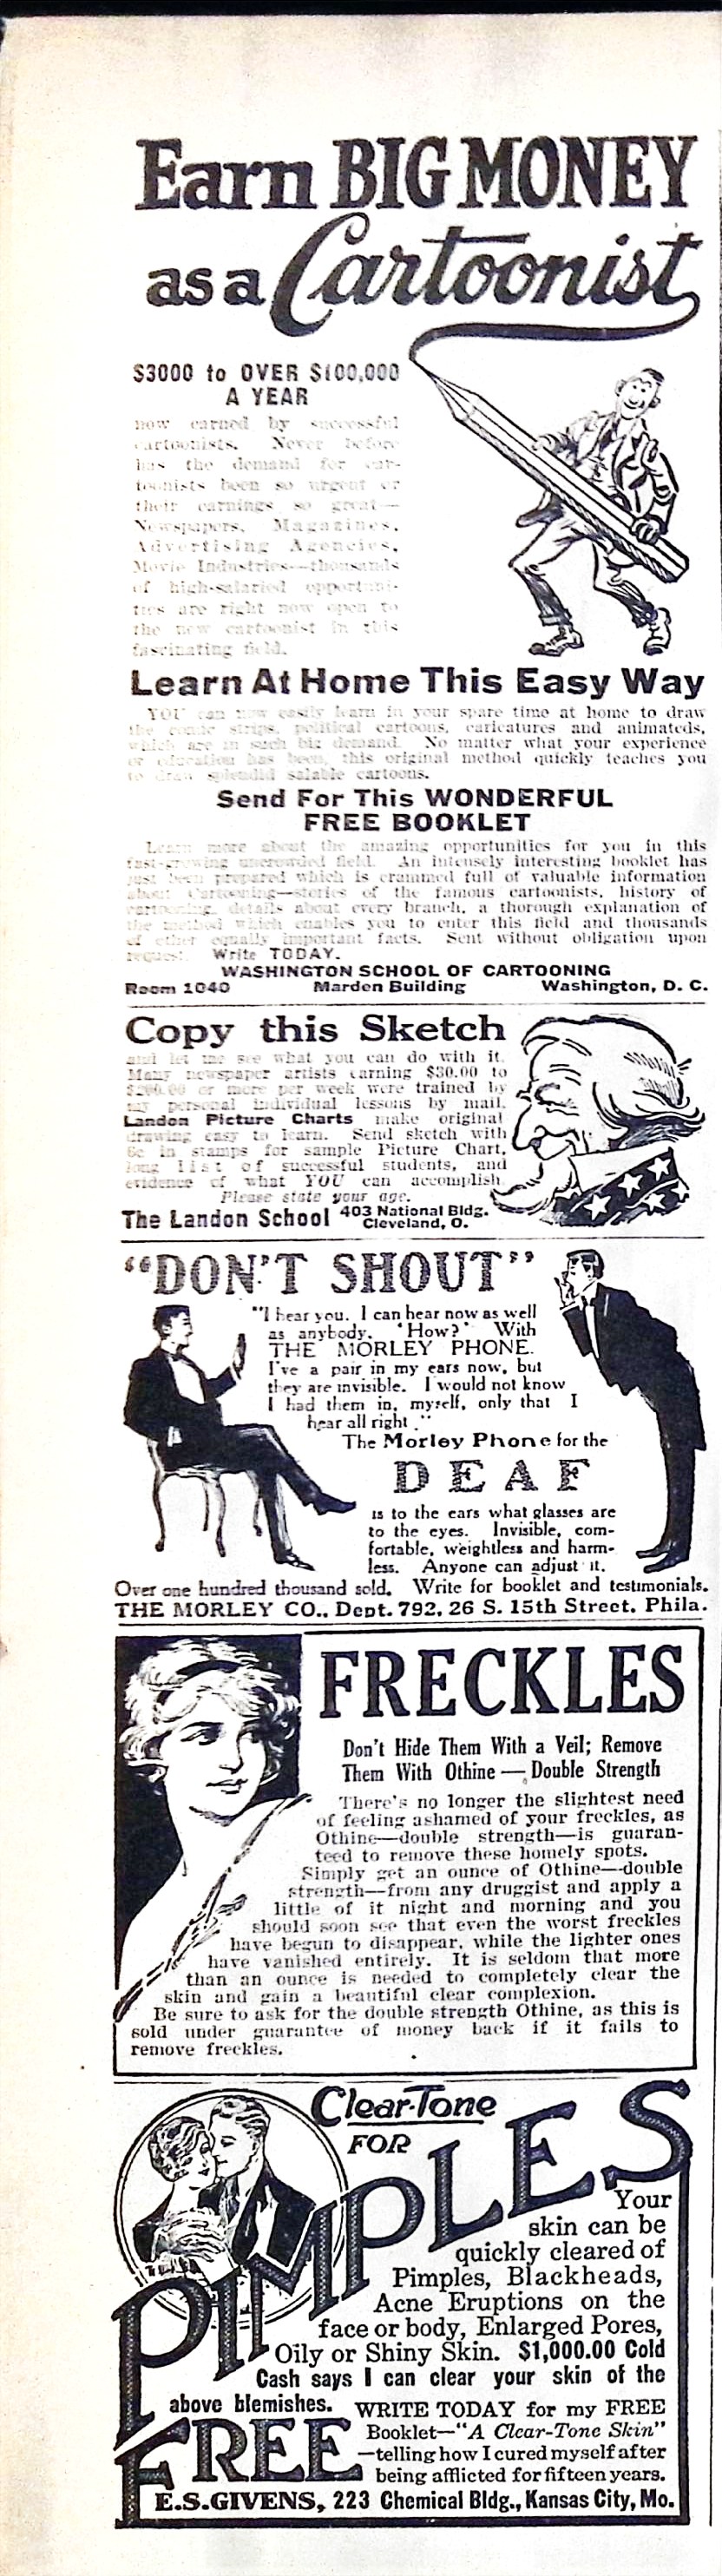 Earn BIG MONEY
as a Cartoonist
$3000 to OVER $100,000
A YEAR
now earned by successful
cartoonists. Never before
has the demand for car-
toonists been so urgent or
their earnings so great—
Newspapers, Magazines,
Advertising Agencies,
Movie Industries—thousands
of high-salaried opportuni-
ties are right now open to
the new cartoonist in this
fascinating field.
Learn At Home This Easy Way
YOU can now easily learn in your spare time at home to draw
the comic strips, political cartoons, caricatures and animateds,
which are in such big demand. No matter what your experience
or education has been, this original method quickly teaches you
to draw splendid salable cartoons.
Send For This WONDERFUL
FREE BOOKLET
Learn more about the amazing opportunities for you in this
fast-growing uncrowded field. An intensely interesting booklet has
just been prepared which is crammed full of valuable information
about Cartooning—stories of the famous cartoonists, history of
cartooning, details about every branch, a thorough explanation of
the method which enables you to enter this field and thousands
of other equally important facts. Sent without obligation upon
request. Write TODAY.
WASHINGTON SCHOOL OF CARTOONING
Room 1040 Marden Building Washington, D. C.
Copy this Sketch
and let me see what you can do with it.
Many newspaper artists earning $30.00 to
$200.00 or more per week were trained by
my personal individual lessons by mail.
Landon Picture Charts make original
drawing easy to learn. Send sketch with
6c in stamps for sample Picture Chart,
long list of successful students, and
evidence of what YOU can accomplish.
Please state your age.
The Landon School 403 National Bldg.
Cleveland, O.
"DON'T SHOUT"
"I hear you. I can hear now as well
as anybody. 'How?' With
THE MORLEY PHONE.
I've a pair in my ears now, but
they are invisible. I would not know
I had them in, myself, only that I
hear all right."
The Morley Phone for the
DEAF
is to the ears what glasses are
to the eyes. Invisible, com-
fortable, weightless and harm-
less. Anyone can adjust it.
Over one hundred thousand sold. Write for booklet and testimonials.
THE MORLEY CO., Dept. 792, 26 S. 15th Street, Phila.
FRECKLES
Don't Hide Them With a Veil; Remove
Them With Othine — Double Strength
There's no longer the slightest need
of feeling ashamed of your freckles, as
Othine—double strength—is guaran-
teed to remove these homely spots.
Simply get an ounce of Othine—double
strength—from any druggist and apply a
little of it night and morning and you
should soon see that even the worst freckles
have begun to disappear, while the lighter ones
have vanished entirely. It is seldom that more
than an ounce is needed to completely clear the
skin and gain a beautiful clear complexion.
Be sure to ask for the double strength Othine, as this is
sold under guarantee of money back if it fails to
remove freckles.
Clear-Tone
FOR
PIMPLES
Your
skin can be
quickly cleared of
Pimples, Blackheads,
Acne Eruptions on the
face or body, Enlarged Pores,
Oily or Shiny Skin. $1,000.00 Cold
Cash says I can clear your skin of the
above blemishes. WRITE TODAY for my FREE
FREE Booklet—"A Clear-Tone Skin"
—telling how I cured myself after
being afflicted for fifteen years.
E.S.GIVENS, 223 Chemical Bldg., Kansas City, Mo.